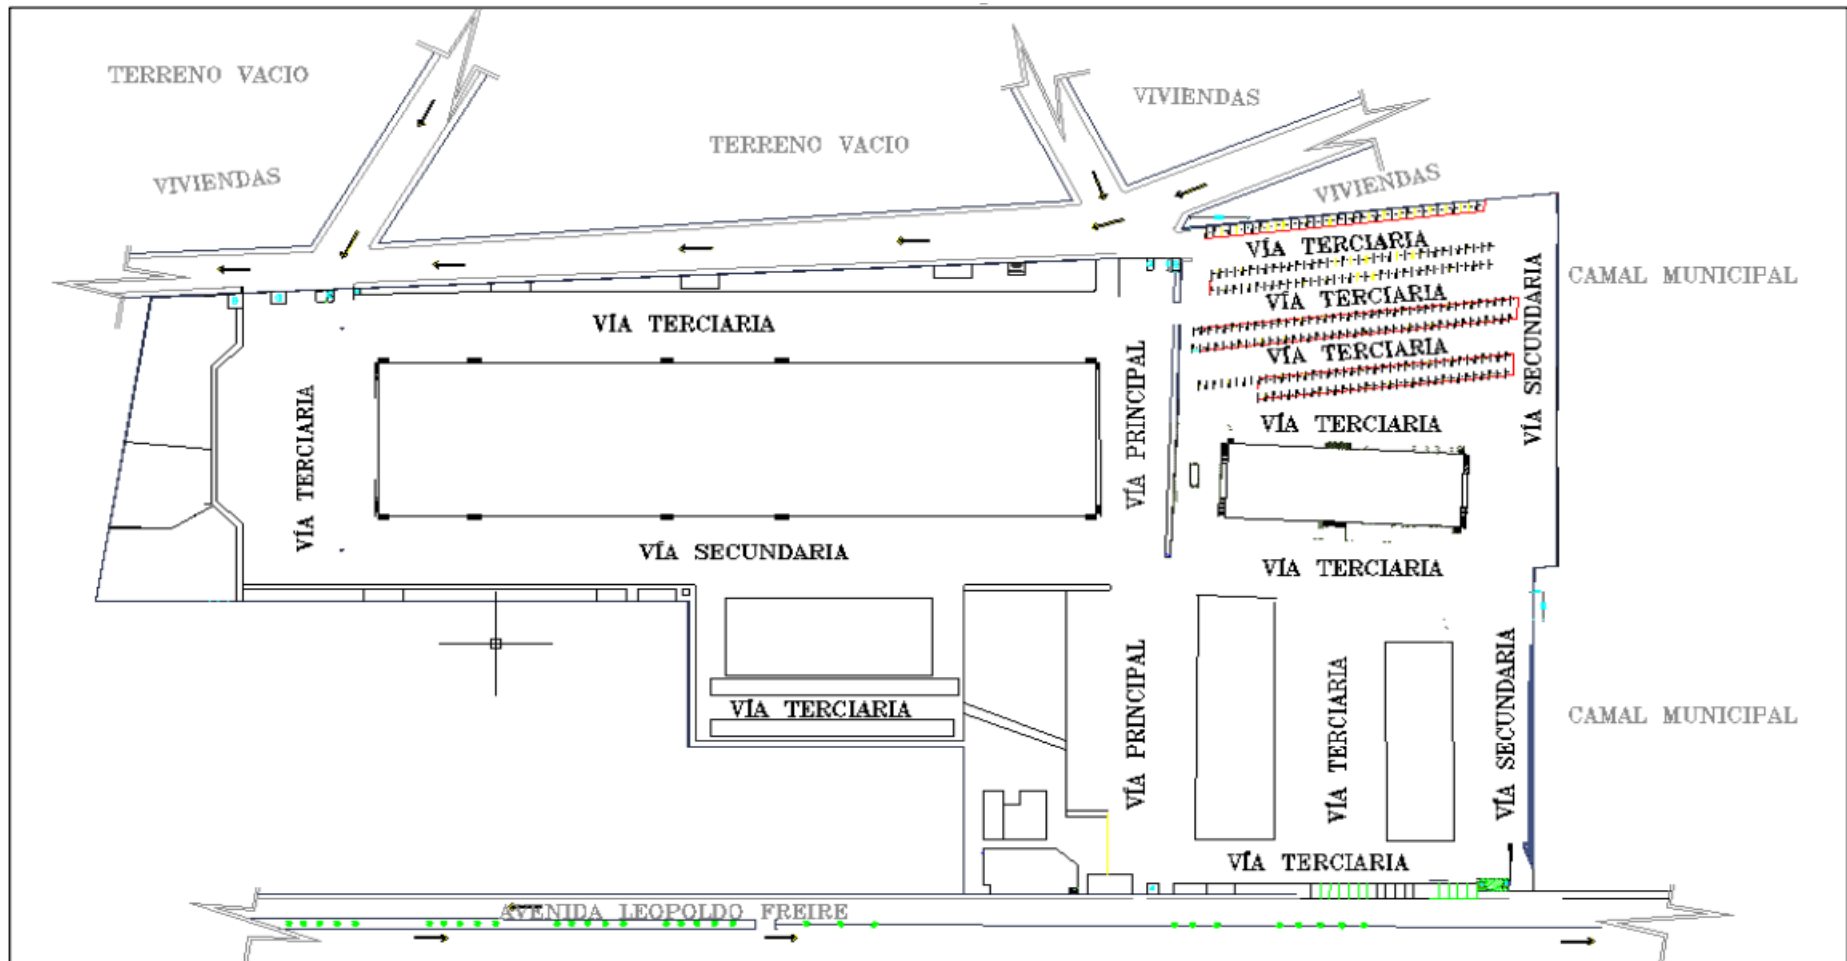 TERRENO VACIO
VIVIENDAS
TERRENO VACIO
VIVIENDAS
VIVIENDAS
VÍA TERCIARIA
CAMAL MUNICIPAL
VÍA TERCIARIA
VÍA TERCIARIA
VÍA TERCIARIA
VÍA SECUNDARIA
VÍA PRINCIPAL
VÍA TERCIARIA
VÍA TERCIARIA
VÍA SECUNDARIA
VÍA TERCIARIA
VÍA TERCIARIA
VÍA PRINCIPAL
VÍA TERCIARIA
VÍA SECUNDARIA
CAMAL MUNICIPAL
VÍA TERCIARIA
AVENIDA LEOPOLDO FREIRE